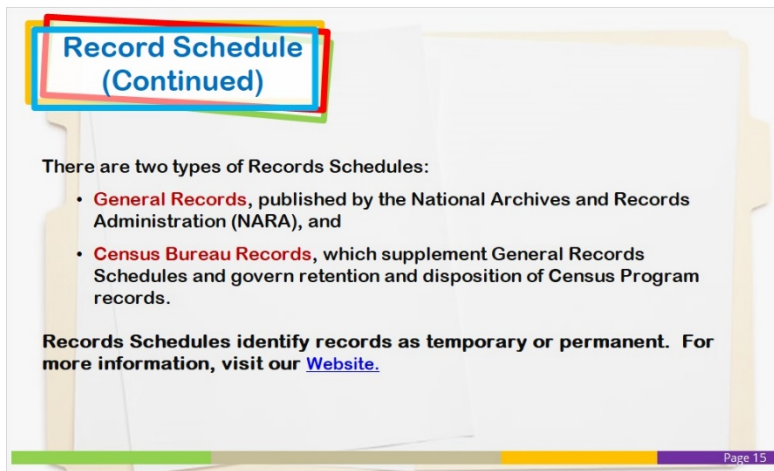 Record Schedule
(Continued)
There are two types of Records Schedules:
• General Records, published by the National Archives and Records
Administration (NARA), and
• Census Bureau Records, which supplement General Records
Schedules and govern retention and disposition of Census Program
records.
Records Schedules identify records as temporary or permanent. For
more information, visit our Website.
Page 15